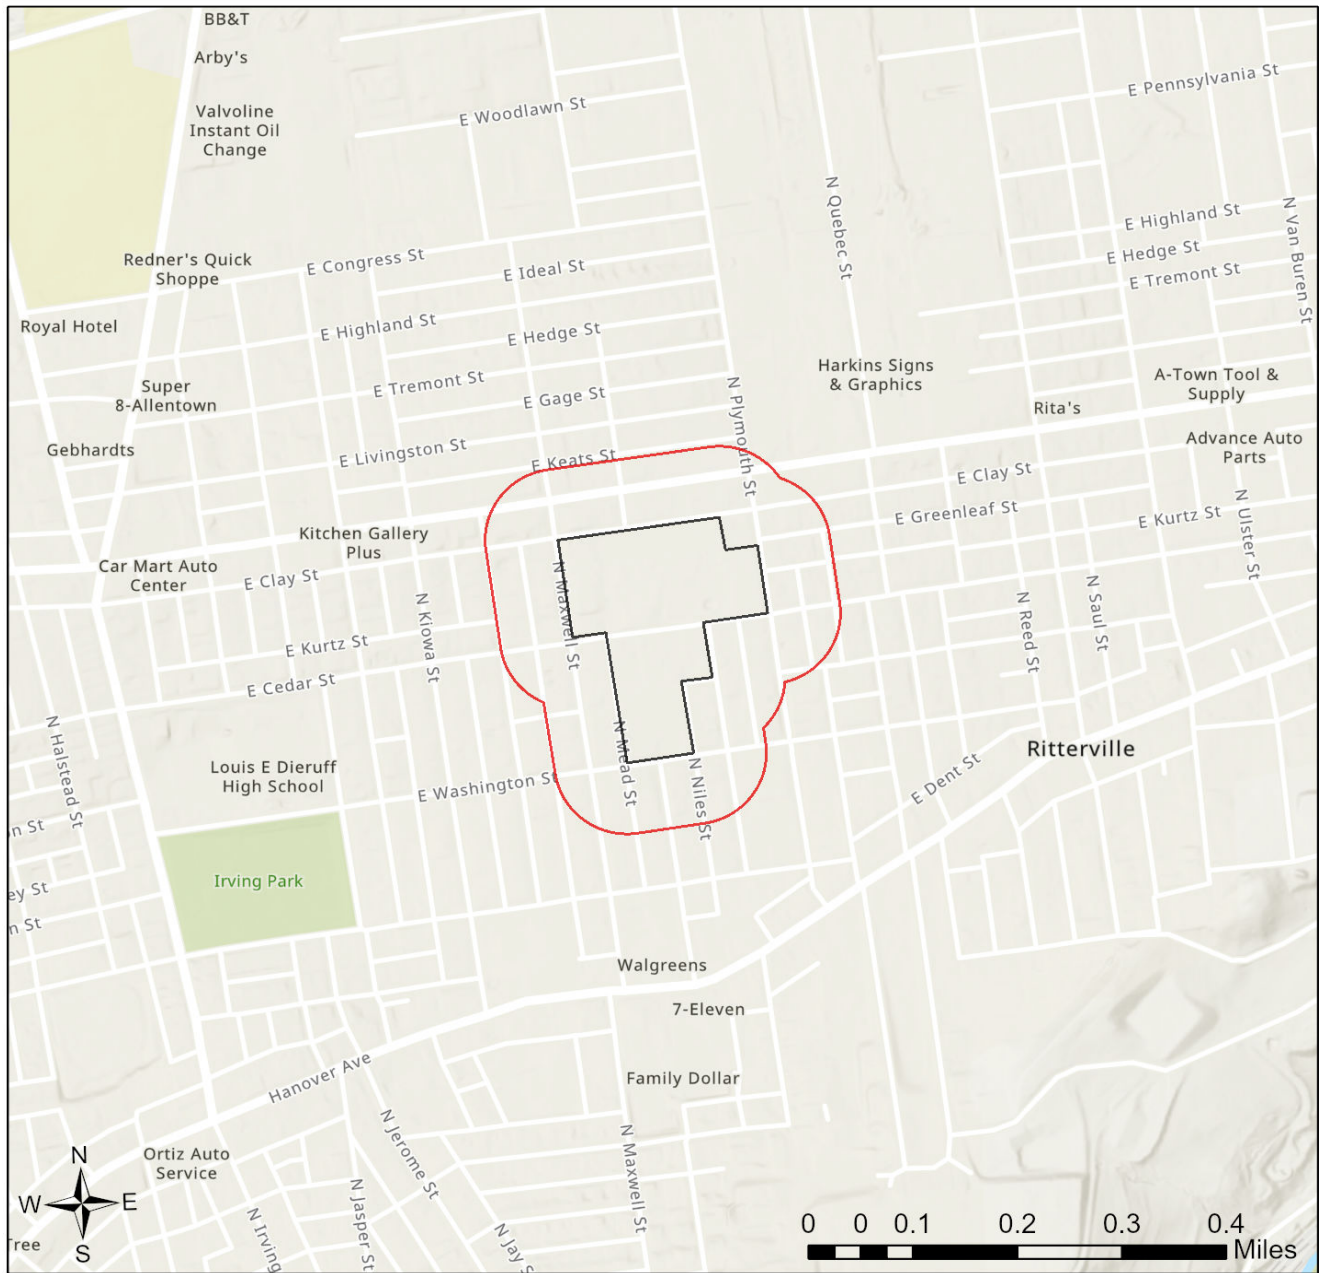 BB&T
Arby's
Valvoline
Instant Oil
Change
E Woodlawn St
E Pennsylvania St
N Quebec St
E Highland St
N Van Buren St
E Hedge St
E Tremont St
Redner's Quick
Shoppe
E Congress St
E Ideal St
Royal Hotel
E Highland St
E Hedge St
Super
8-Allentown
E Tremont St
E Gage St
N Plymouth St
Harkins Signs
& Graphics
A-Town Tool &
Supply
Rita's
Gebhardts
E Livingston St
E Keats St
Advance Auto
Parts
E Clay St
E Greenleaf St
E Kurtz St
N Ulster St
Kitchen Gallery
Plus
Car Mart Auto
Center
E Clay St
N Maxwell St
N Kiowa St
N Reed St
N Saul St
E Kurtz St
E Cedar St
N Halstead St
N Mead St
Ritterville
Louis E Dieruff
High School
E Washington St
N Niles St
E Dent St
n St
Irving Park
ey St
n St
Walgreens
7-Eleven
Hanover Ave
Family Dollar
N Jerome St
N Maxwell St
Ortiz Auto
Service
N Jasper St
N Irving
N Jay S
Tree
N
W
E
S
0 0 0.1 0.2 0.3 0.4
Miles